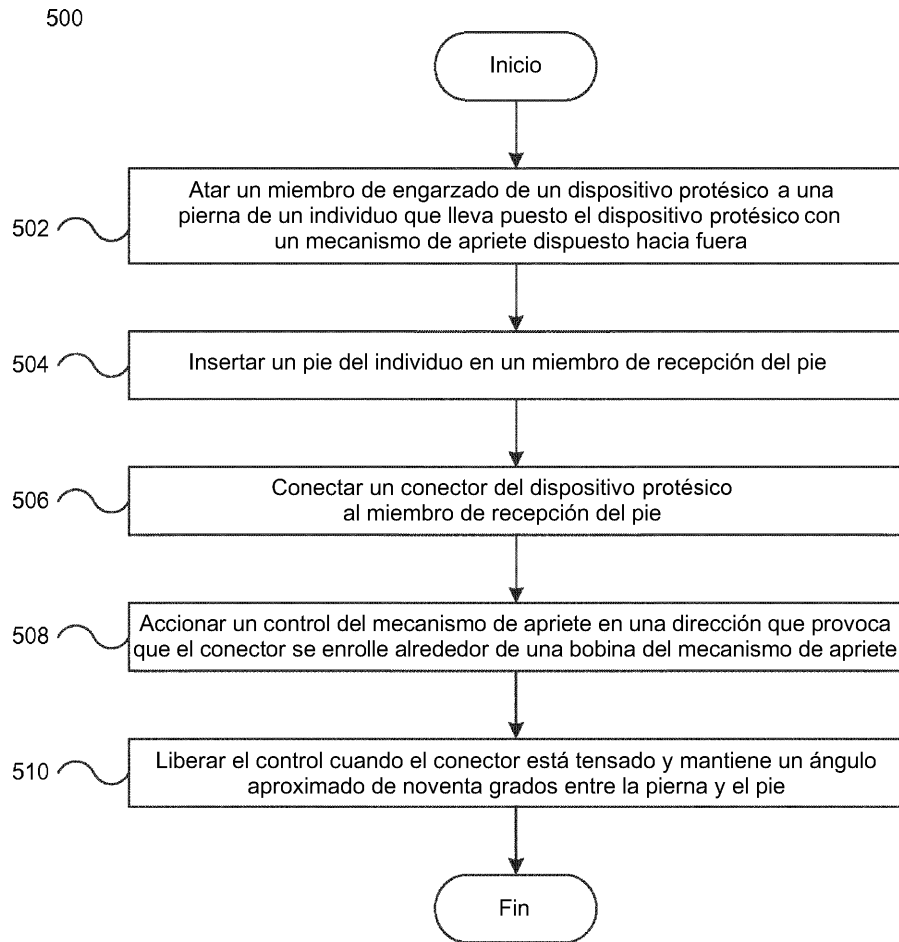 500
Inicio
502
Atar un miembro de engarzado de un dispositivo protésico a una
pierna de un individuo que lleva puesto el dispositivo protésico con
un mecanismo de apriete dispuesto hacia fuera
504
Insertar un pie del individuo en un miembro de recepción del pie
506
Conectar un conector del dispositivo protésico
al miembro de recepción del pie
508
Accionar un control del mecanismo de apriete en una dirección que provoca
que el conector se enrolle alrededor de una bobina del mecanismo de apriete
510
Liberar el control cuando el conector está tensado y mantiene un ángulo
aproximado de noventa grados entre la pierna y el pie
Fin